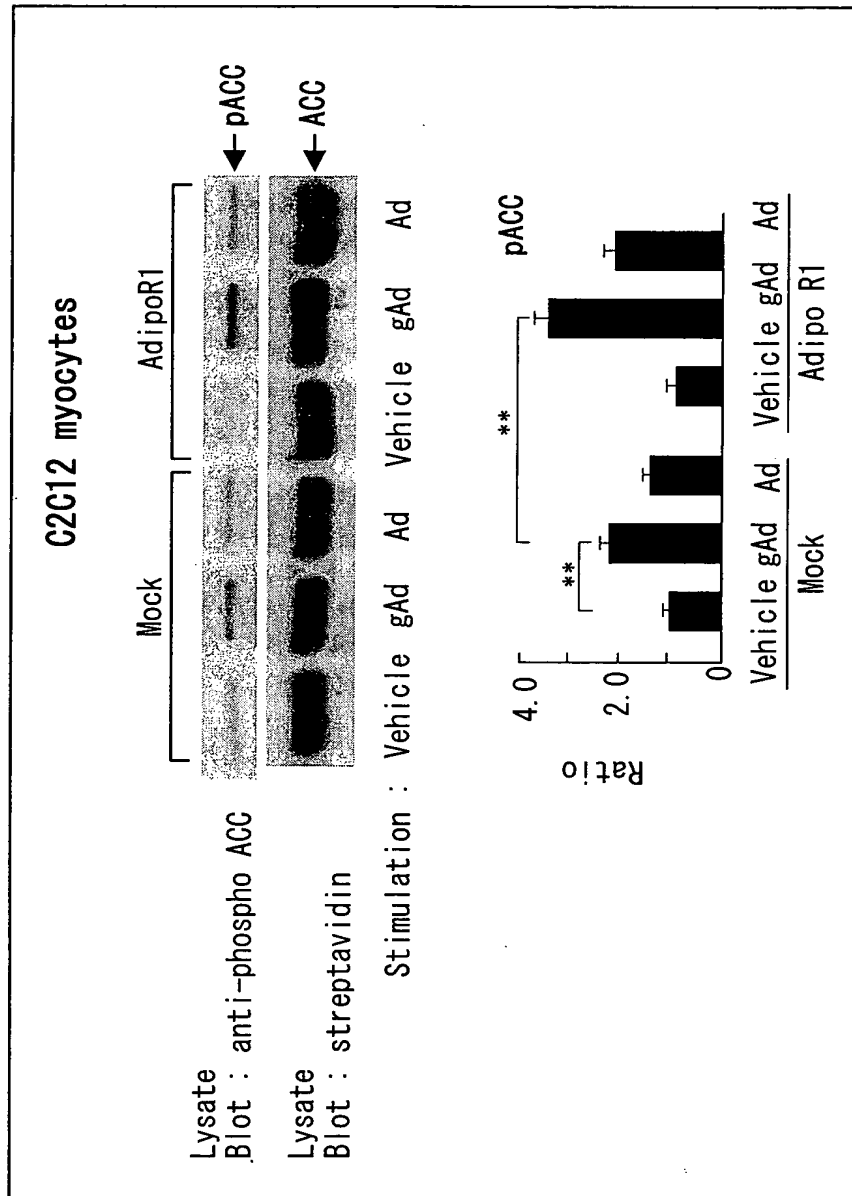 C2C12 myocytes
Mock AdipoR1
Lysate
Blot : anti-phospho ACC
pACC
Lysate
Blot : streptavidin
ACC
Stimulation : Vehicle gAd Ad Vehicle gAd Ad
pACC
**
**
Ratio
4.0
2.0
0
Vehicle gAd Ad Vehicle gAd Ad
Mock Adipo R1